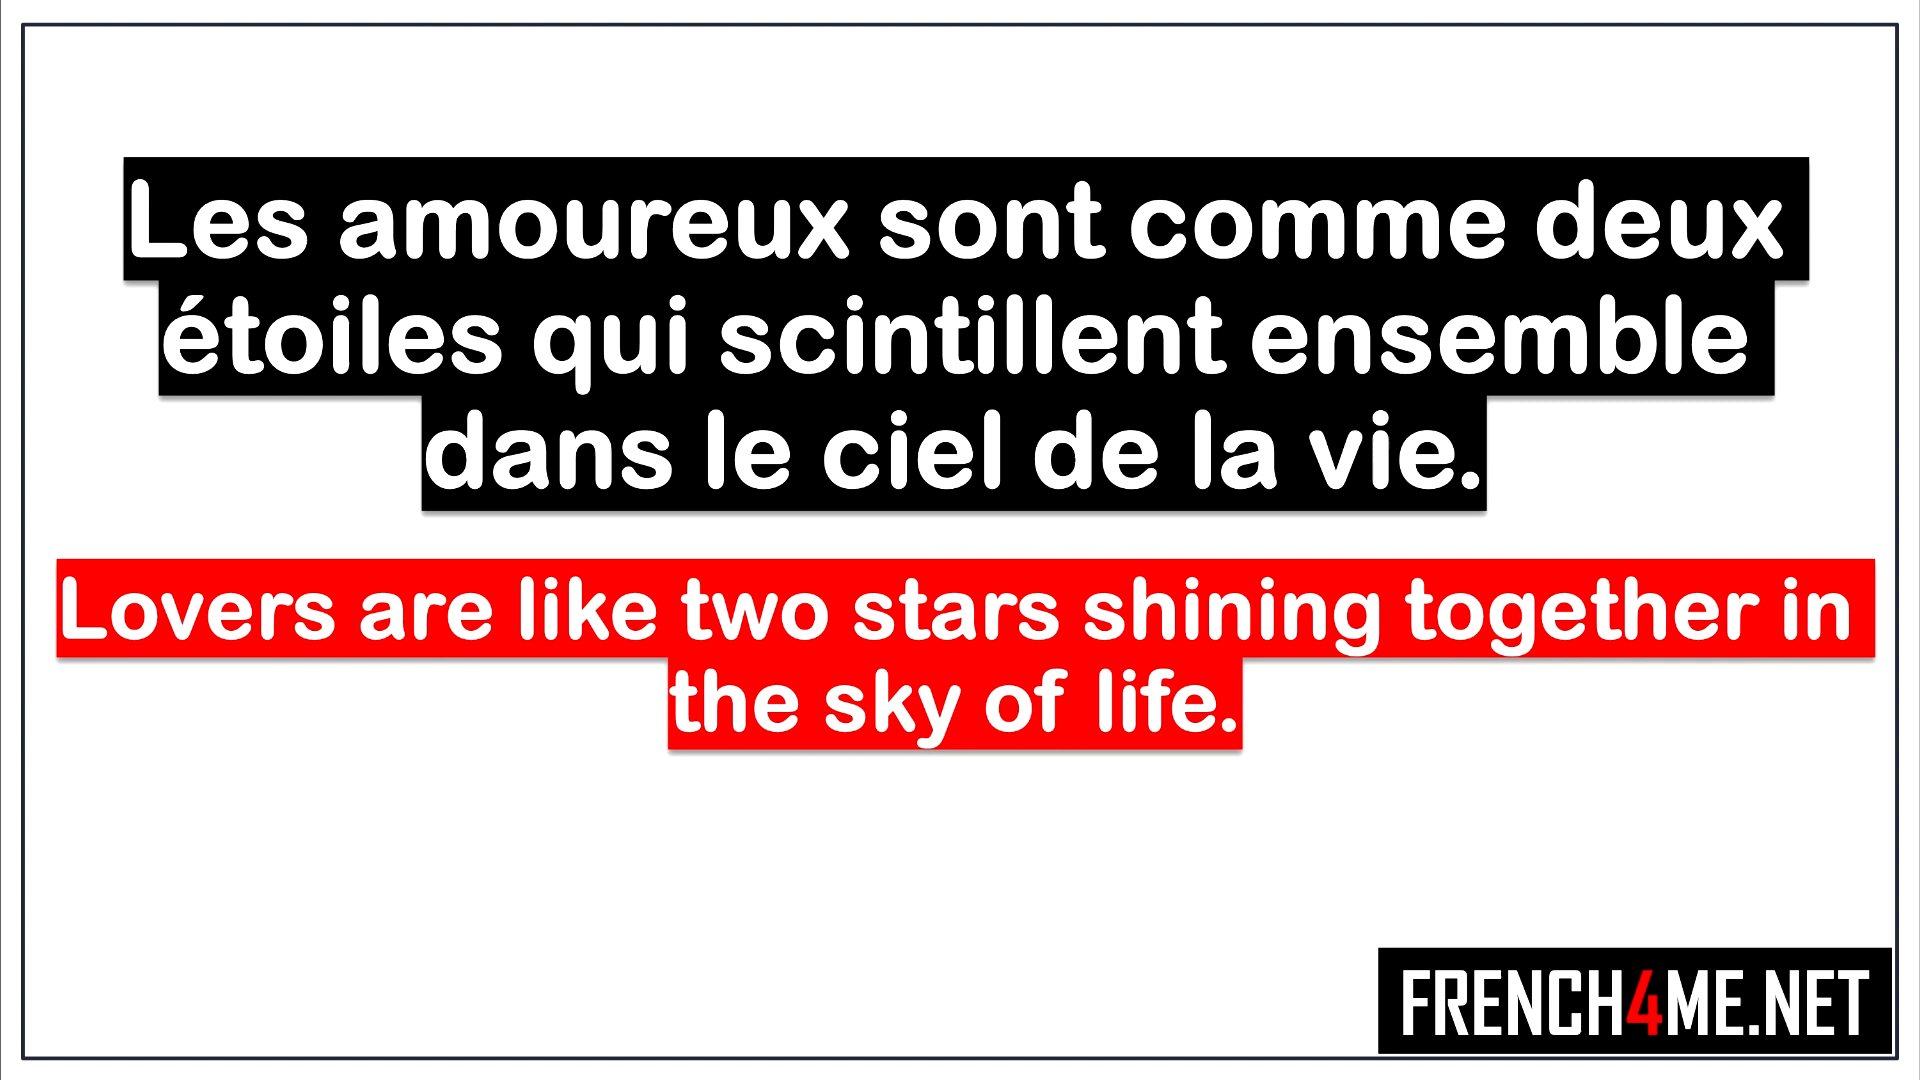 Les amoureux sont comme deux
étoiles qui scintillent ensemble
dans le ciel de la vie.
Lovers are like two stars shining together in
the sky of life.
FRENCH4ME.NET